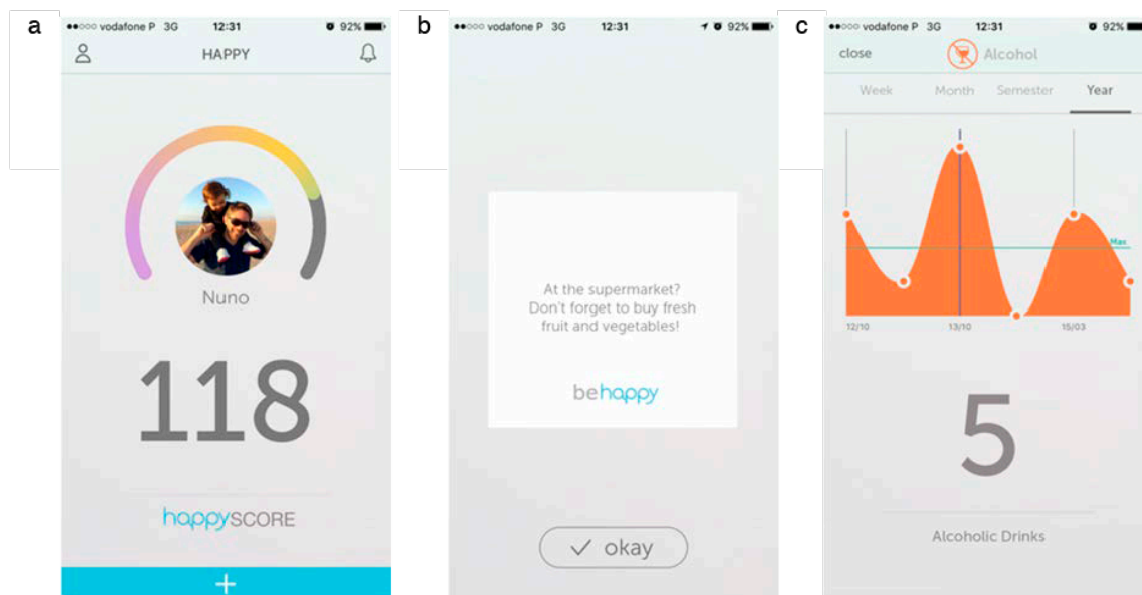 a
vodafone P 3G 12:31 92%
HAPPY
Nuno
118
happySCORE
+
b
vodafone P 3G 12:31 92%
At the supermarket?
Don't forget to buy fresh
fruit and vegetables!
behappy
okay
c
vodafone P 3G 12:31 92%
close Alcohol
Week Month Semester Year
Max
12/10 13/10 15/03
5
Alcoholic Drinks